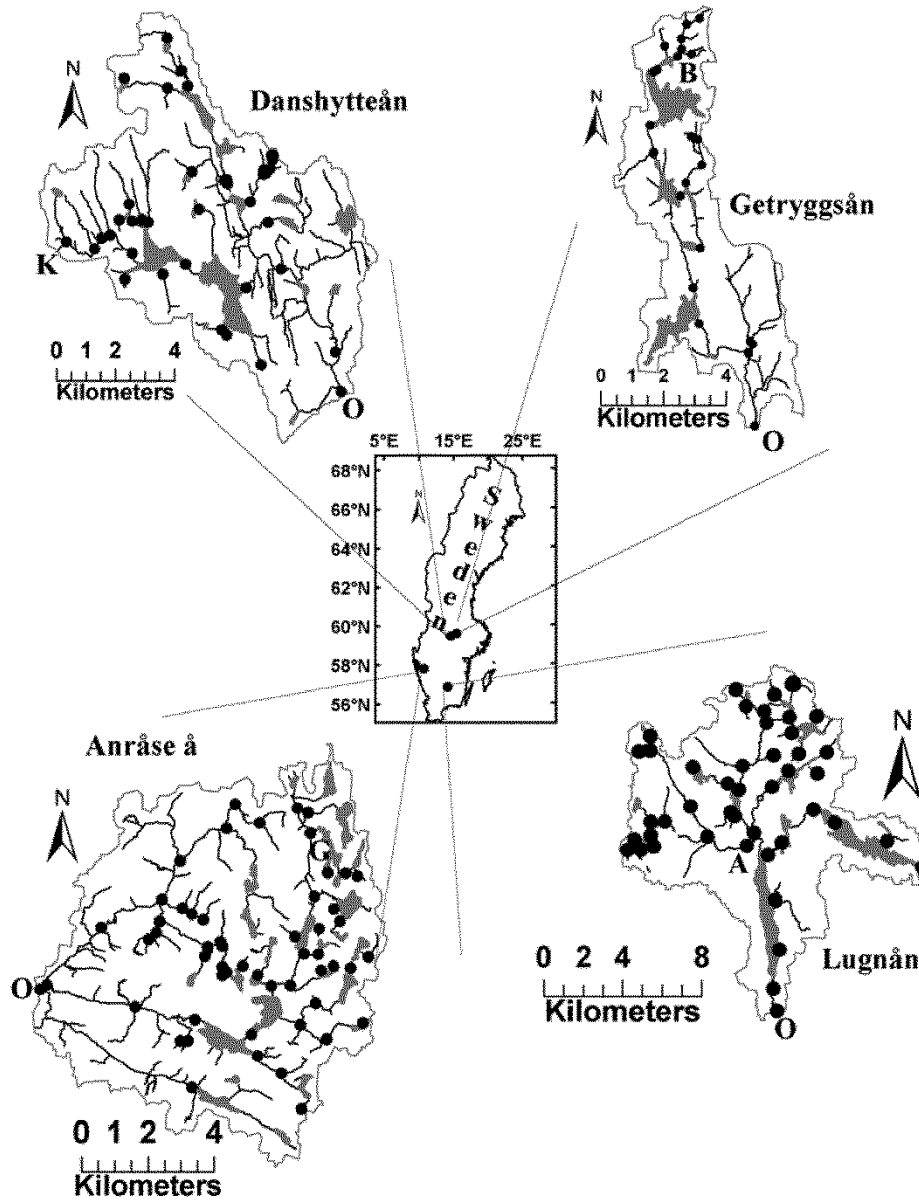 N
Danshytteån
K
0 1 2 4
Kilometers
O
B
N
Getryggsån
0 1 2 4
Kilometers
O
5°E 15°E 25°E
68°N
66°N
64°N
62°N
60°N
58°N
56°N
N
Sweden
Anråse å
N
G
O
0 1 2 4
Kilometers
N
A
0 2 4 8
Kilometers
Lugnån
O